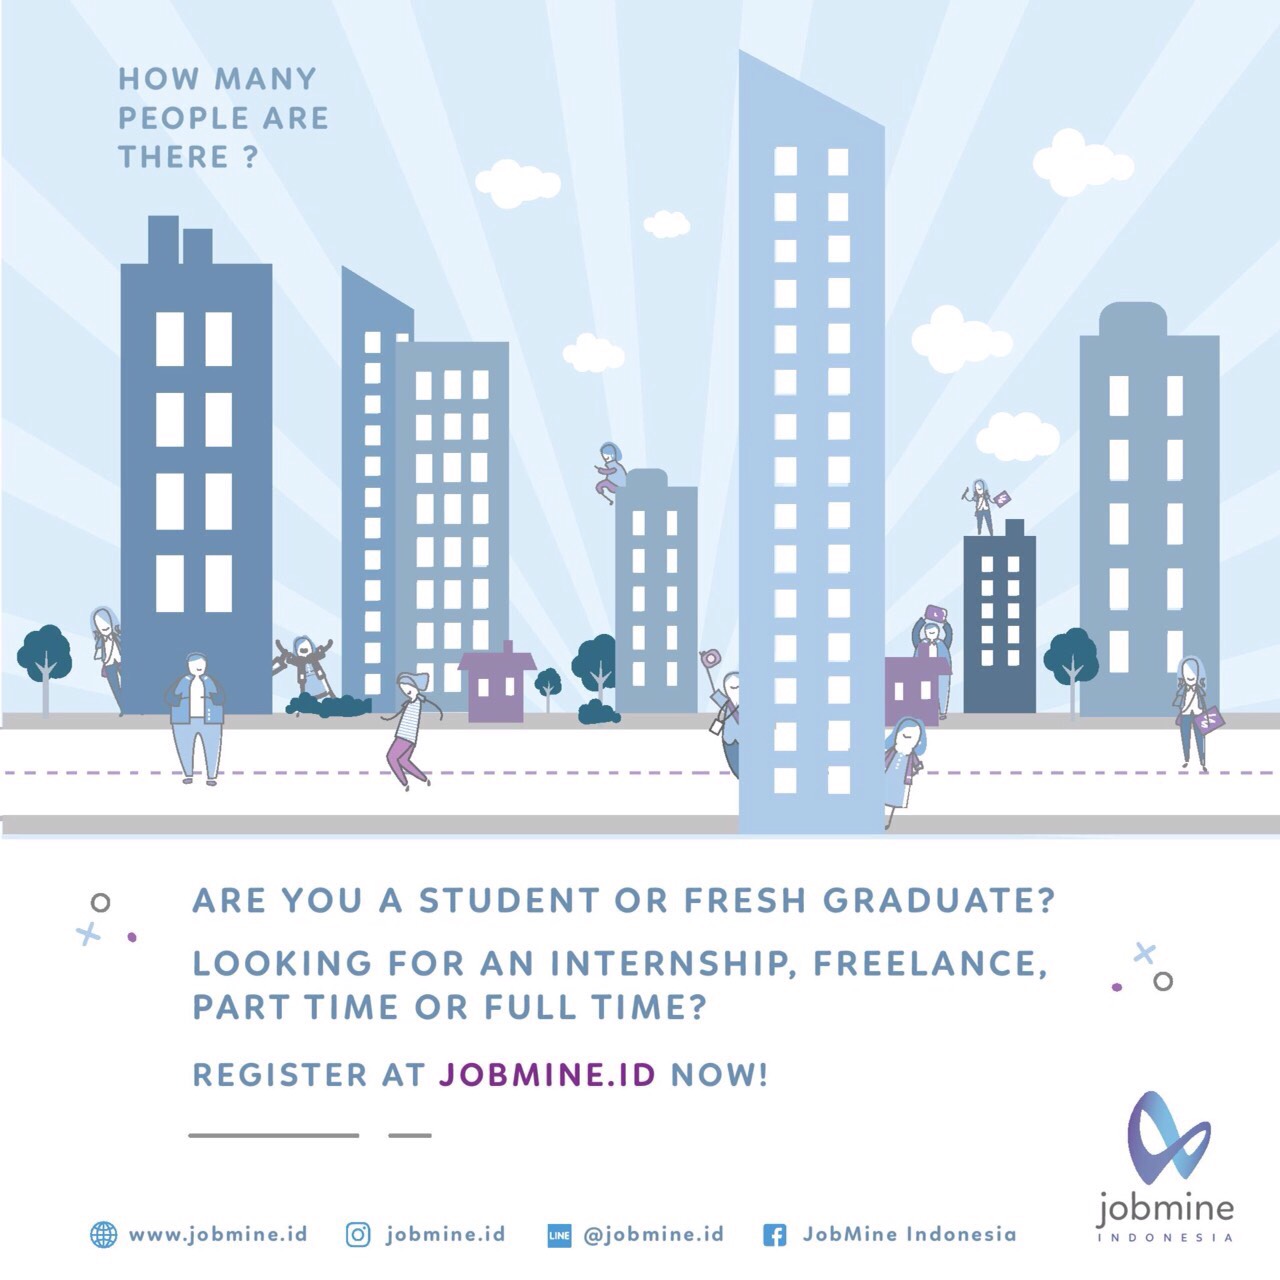 HOW MANY
PEOPLE ARE
THERE ?
ARE YOU A STUDENT OR FRESH GRADUATE?
LOOKING FOR AN INTERNSHIP, FREELANCE,
PART TIME OR FULL TIME?
REGISTER AT JOBMINE.ID NOW!
jobmine
INDONESIA
www.jobmine.id
jobmine.id
LINE @jobmine.id
JobMine Indonesia